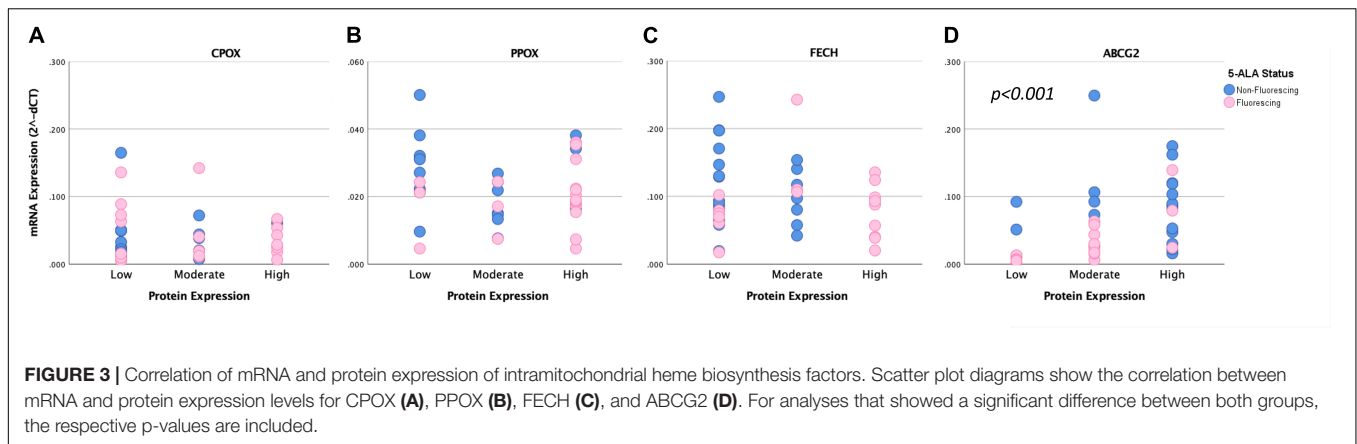 A
CPOX
mRNA Expression (2^-dCT)
.300
.200
.100
.000
Low Moderate High
Protein Expression
B
PPOX
.060
.040
.020
.000
Low Moderate High
Protein Expression
C
FECH
.300
.200
.100
.000
Low Moderate High
Protein Expression
D
ABCG2
p<0.001
.300
.200
.100
.000
Low Moderate High
Protein Expression
5-ALA Status
Non-Fluorescing
Fluorescing
FIGURE 3 | Correlation of mRNA and protein expression of intramitochondrial heme biosynthesis factors. Scatter plot diagrams show the correlation between
mRNA and protein expression levels for CPOX (A), PPOX (B), FECH (C), and ABCG2 (D). For analyses that showed a significant difference between both groups,
the respective p-values are included.